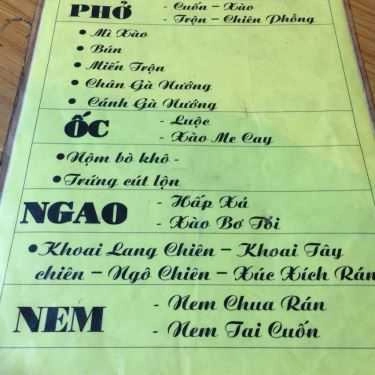 PHỞ - Cuốn - Xào
- Trộn - Chiên Phồng
• Mì Xào
• Bún
• Miến Trộn
• Chân Gà Nướng
• Cánh Gà Nướng
ỐC - Luộc
- Xào Me Cay
• Nộm bò khô -
• Trứng cút lộn
NGAO - Hấp Xả
- Xào Bơ Tỏi
• Khoai Lang Chiên - Khoai Tây
chiên - Ngô Chiên - Xúc Xích Rán
NEM - Nem Chua Rán
- Nem Tai Cuốn